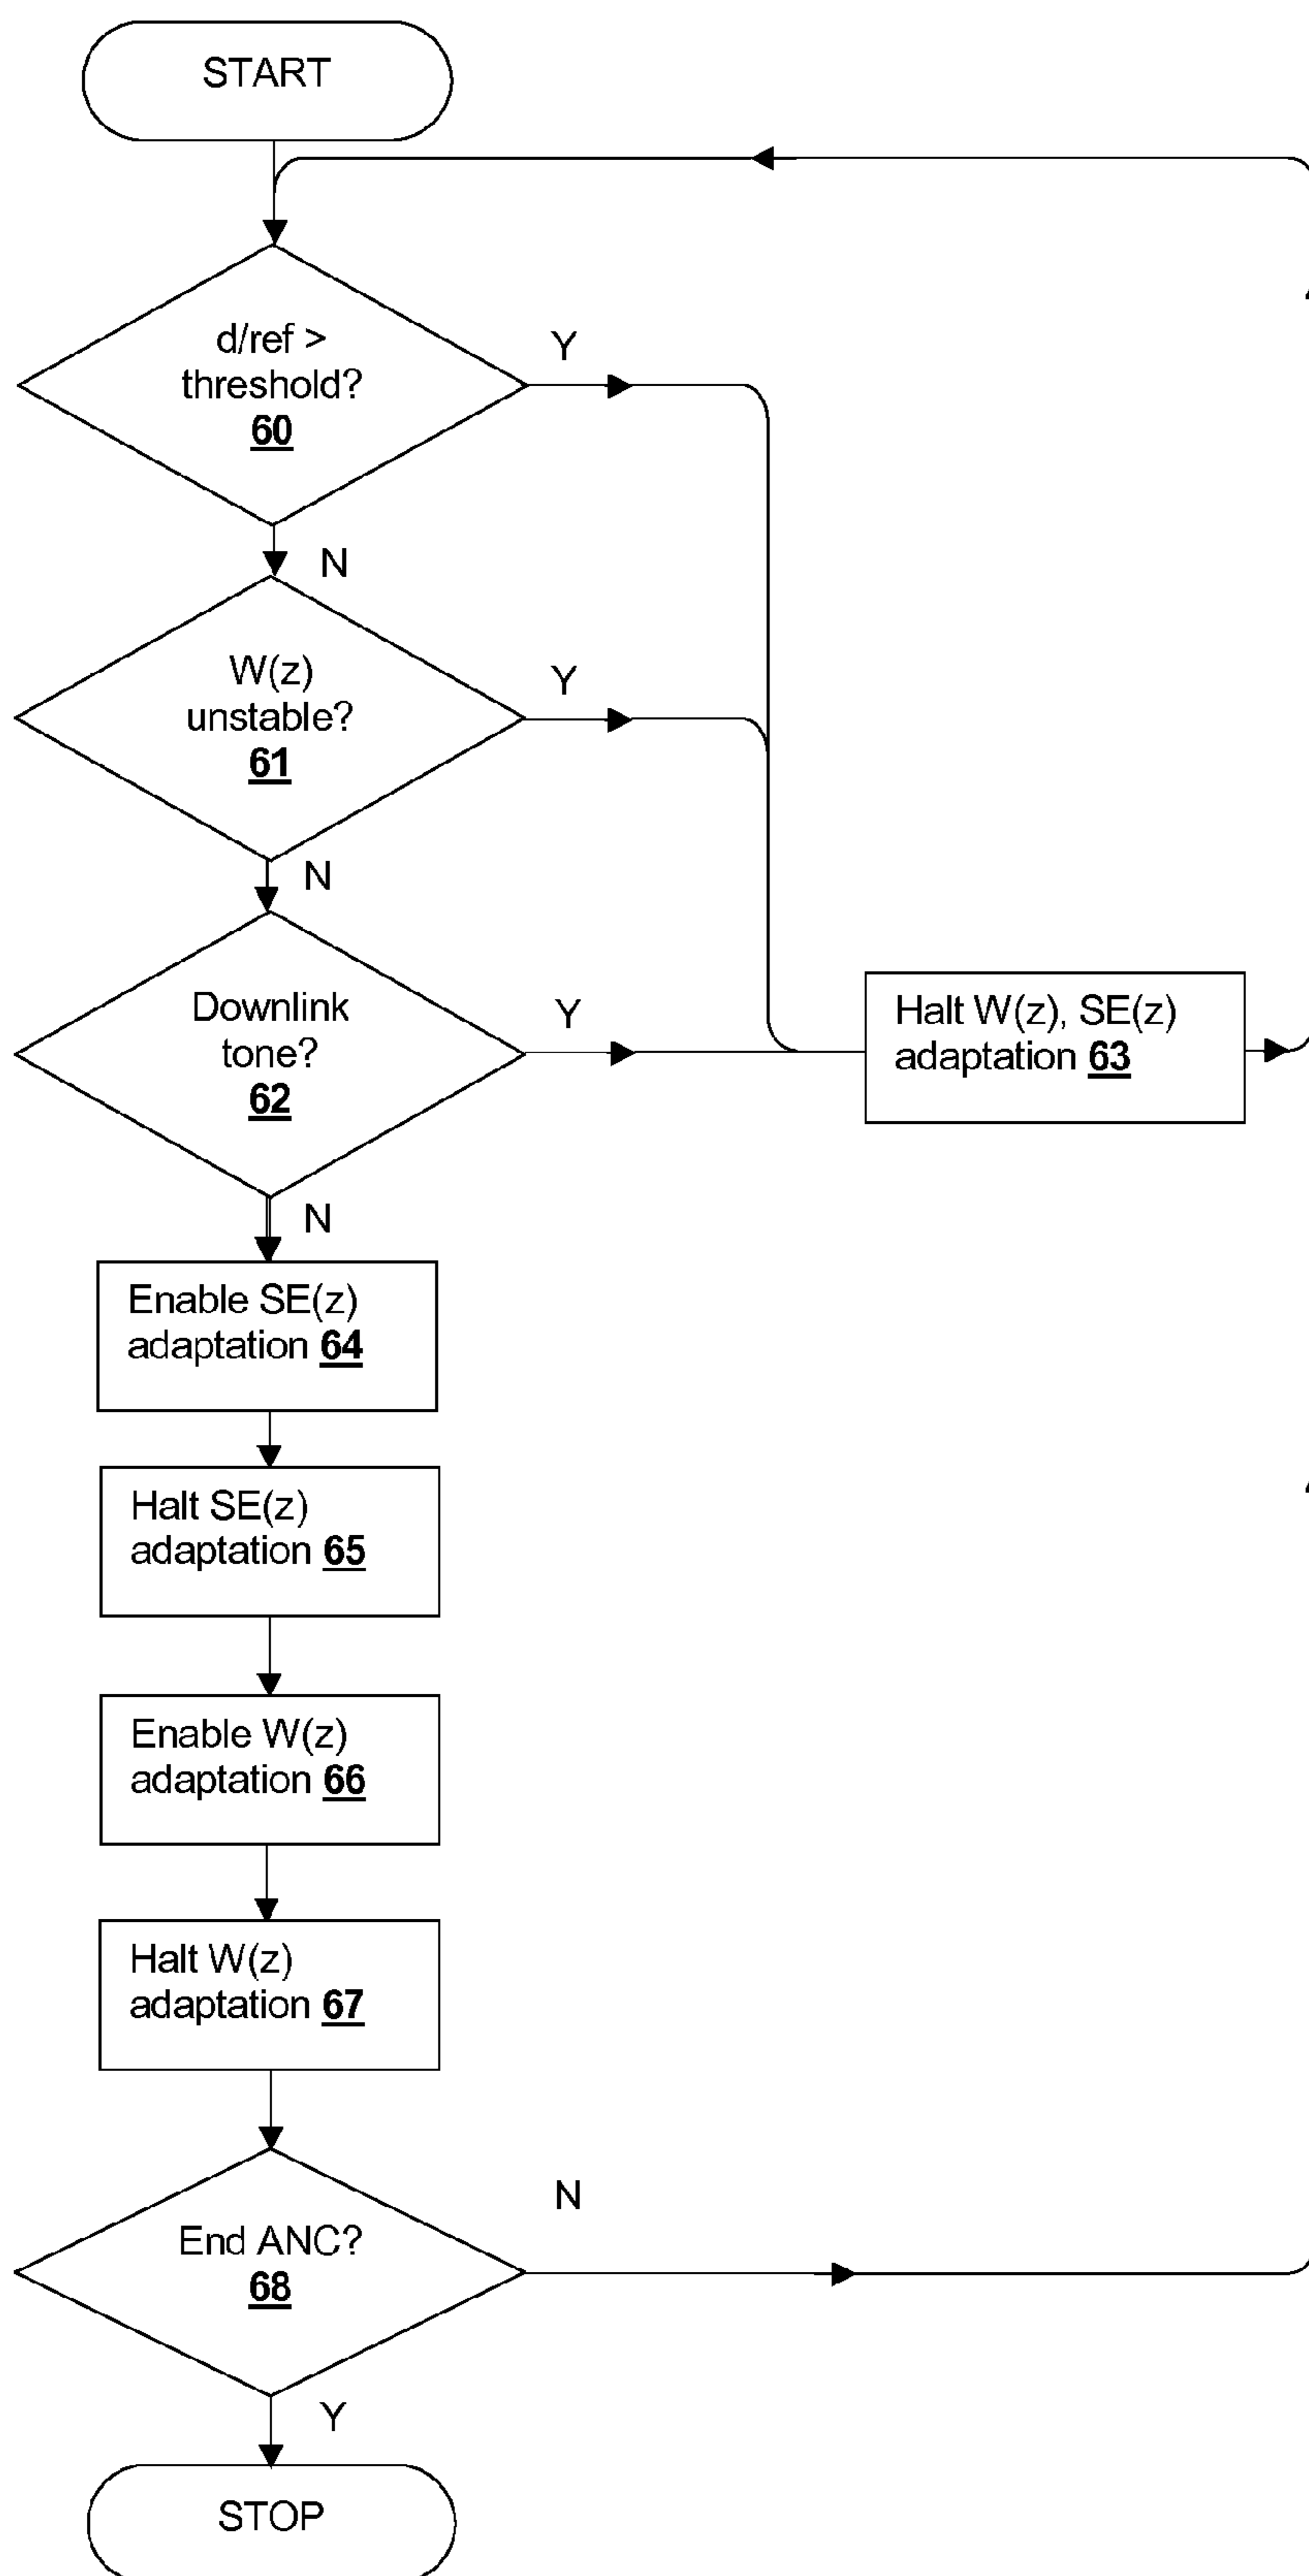 START
d/ref >
threshold?
60
Y
N
W(z)
unstable?
61
Y
N
Downlink
tone?
62
Y
Halt W(z), SE(z)
adaptation 63
N
Enable SE(z)
adaptation 64
Halt SE(z)
adaptation 65
Enable W(z)
adaptation 66
Halt W(z)
adaptation 67
End ANC?
68
N
Y
STOP